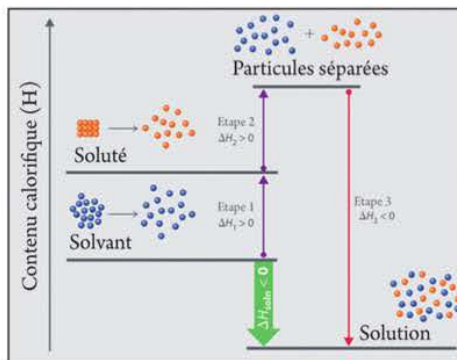 Contenu calorifique (H)
+
Particules séparées
Etape 2
ΔH₂ > 0
Soluté
Etape 1
ΔH₁ > 0
Solvant
Etape 3
ΔH₃ < 0
ΔHsoln < 0
Solution